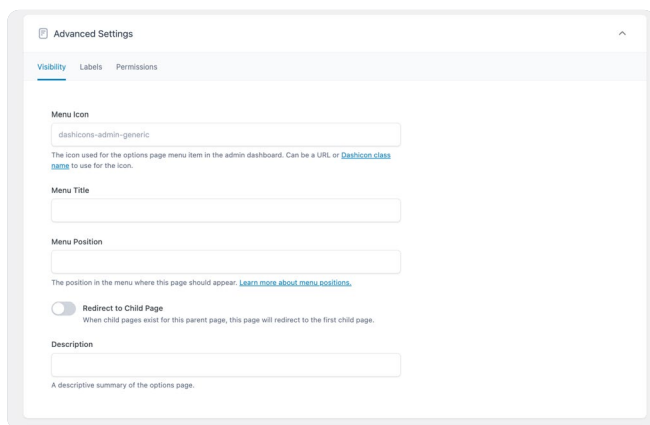 Advanced Settings
Visibility Labels Permissions
Menu Icon
dashicons-admin-generic
The icon used for the options page menu item in the admin dashboard. Can be a URL or Dashicon class
name to use for the icon.
Menu Title
Menu Position
The position in the menu where this page should appear. Learn more about menu positions.
Redirect to Child Page
When child pages exist for this parent page, this page will redirect to the first child page.
Description
A descriptive summary of the options page.